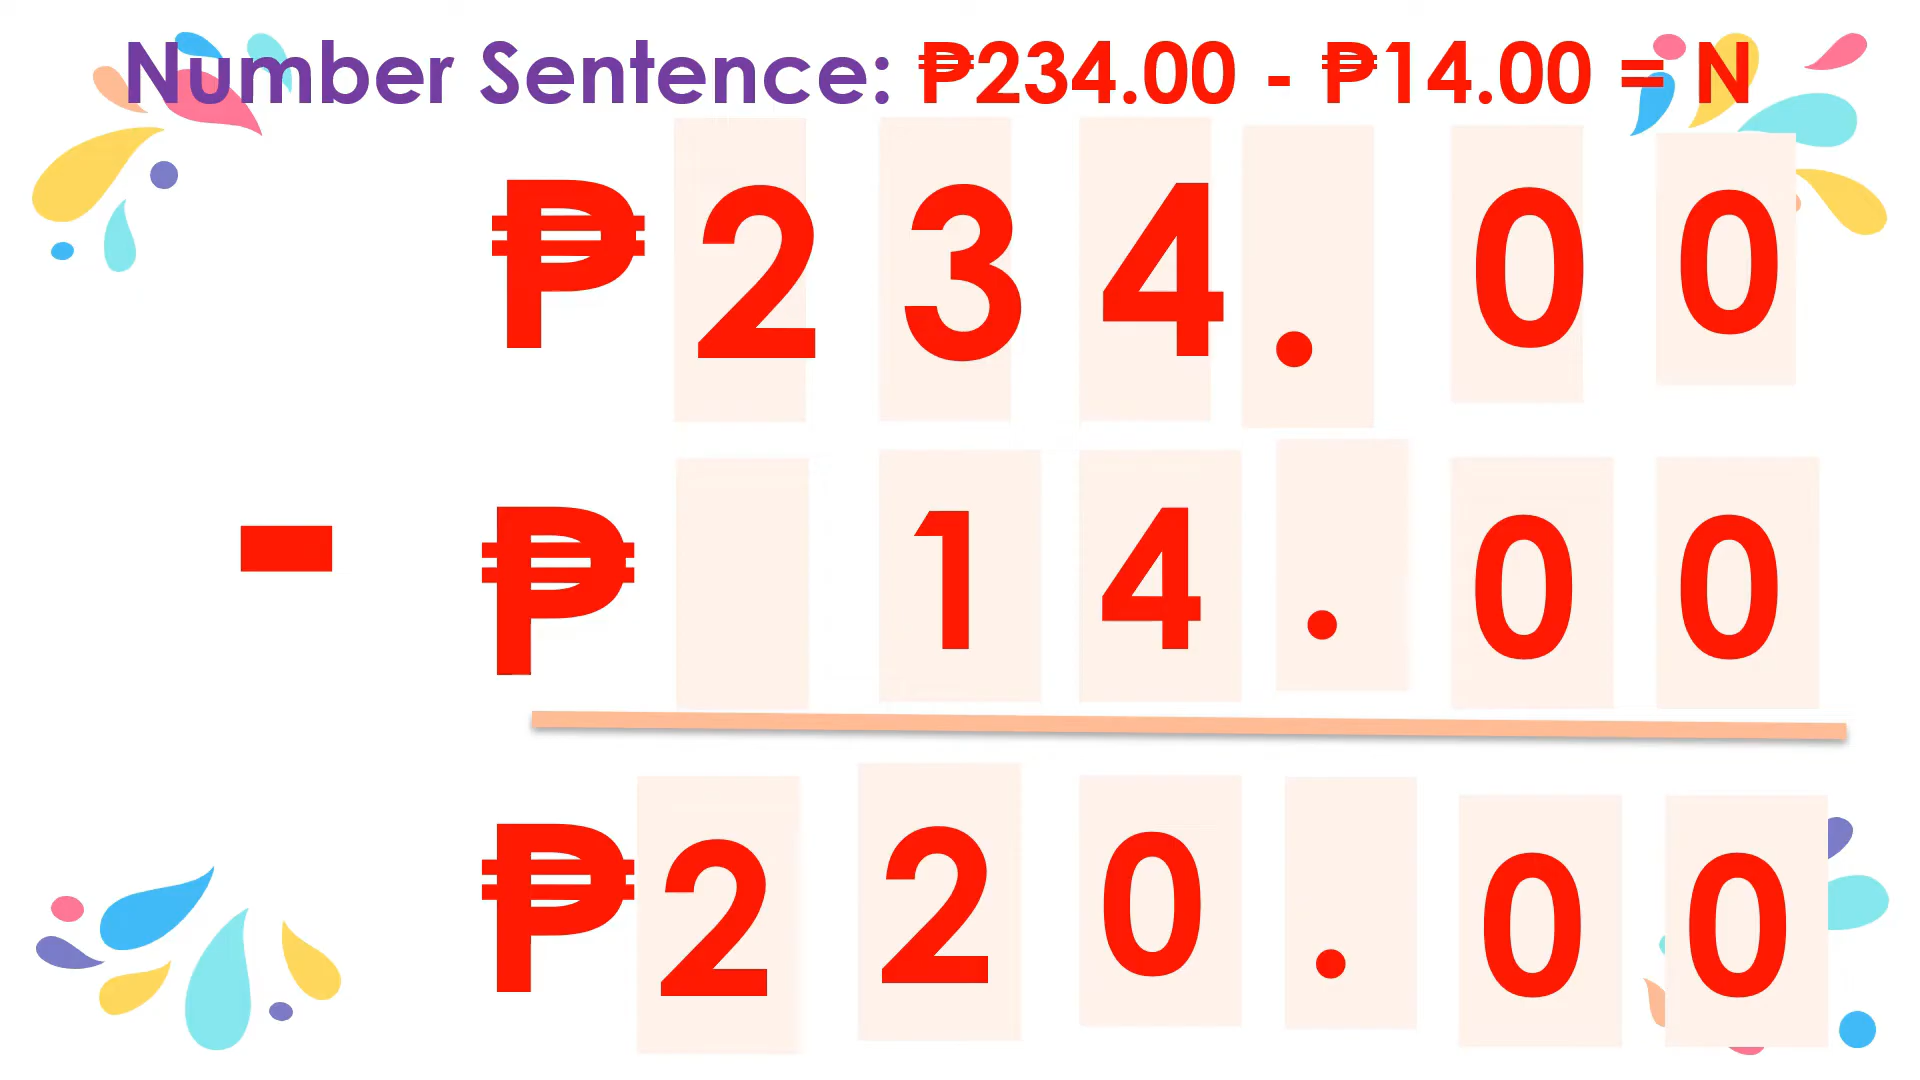 Number Sentence: ₱234.00 - ₱14.00 = N
₱234.00
- ₱ 14.00
₱220.00